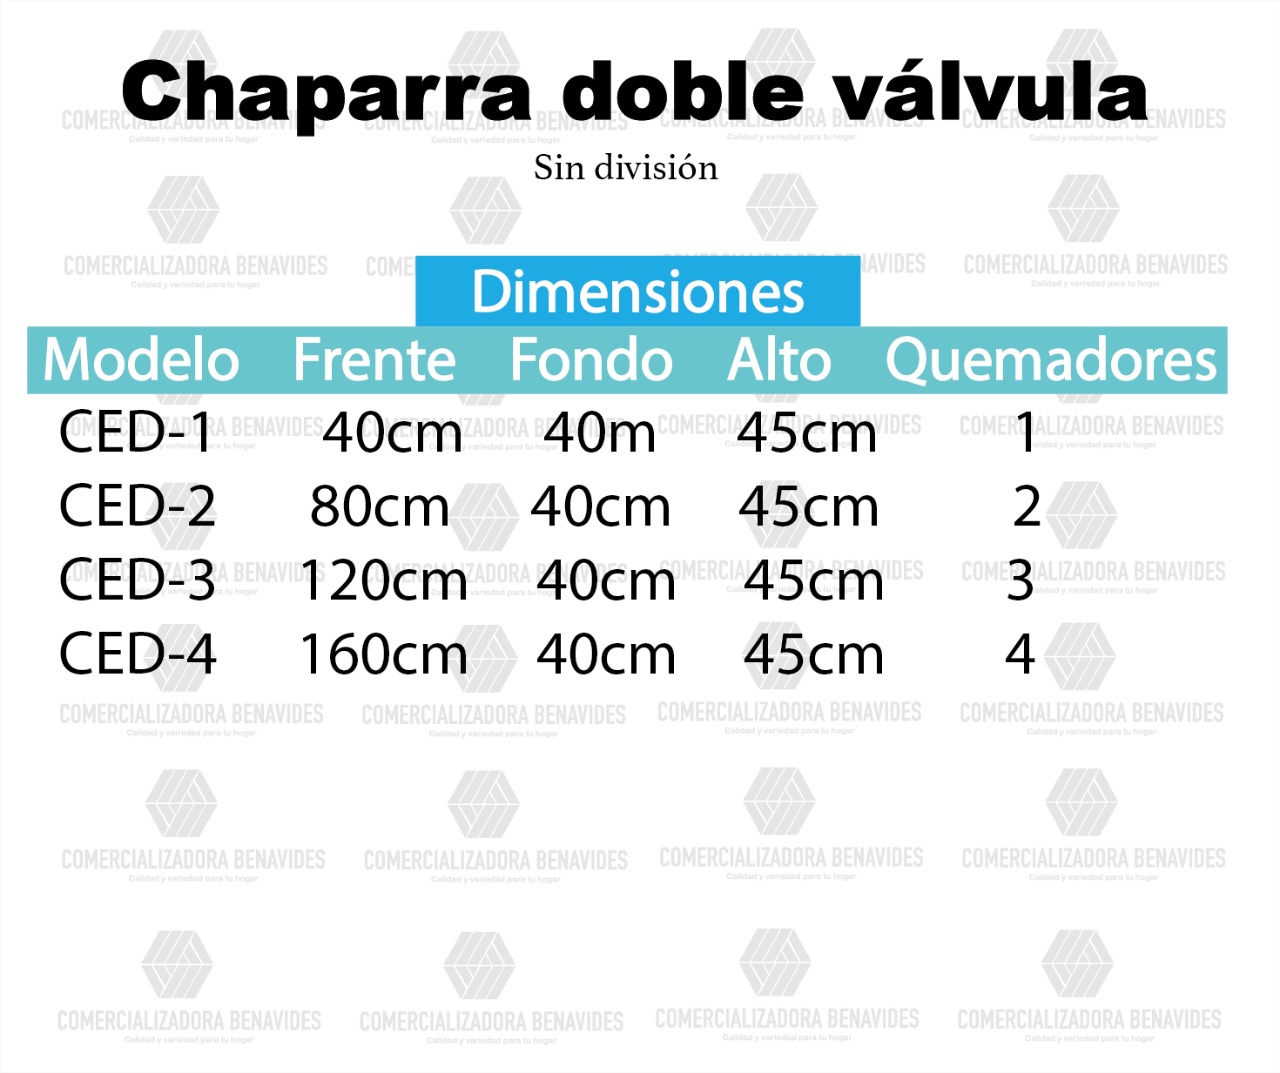 Chaparra doble válvula
Sin división
Dimensiones
Modelo Frente Fondo Alto Quemadores
CED-1 40cm 40m 45cm 1
CED-2 80cm 40cm 45cm 2
CED-3 120cm 40cm 45cm 3
CED-4 160cm 40cm 45cm 4
COMERCIALIZADORA BENAVIDES
Calidad y variedad para tu hogar